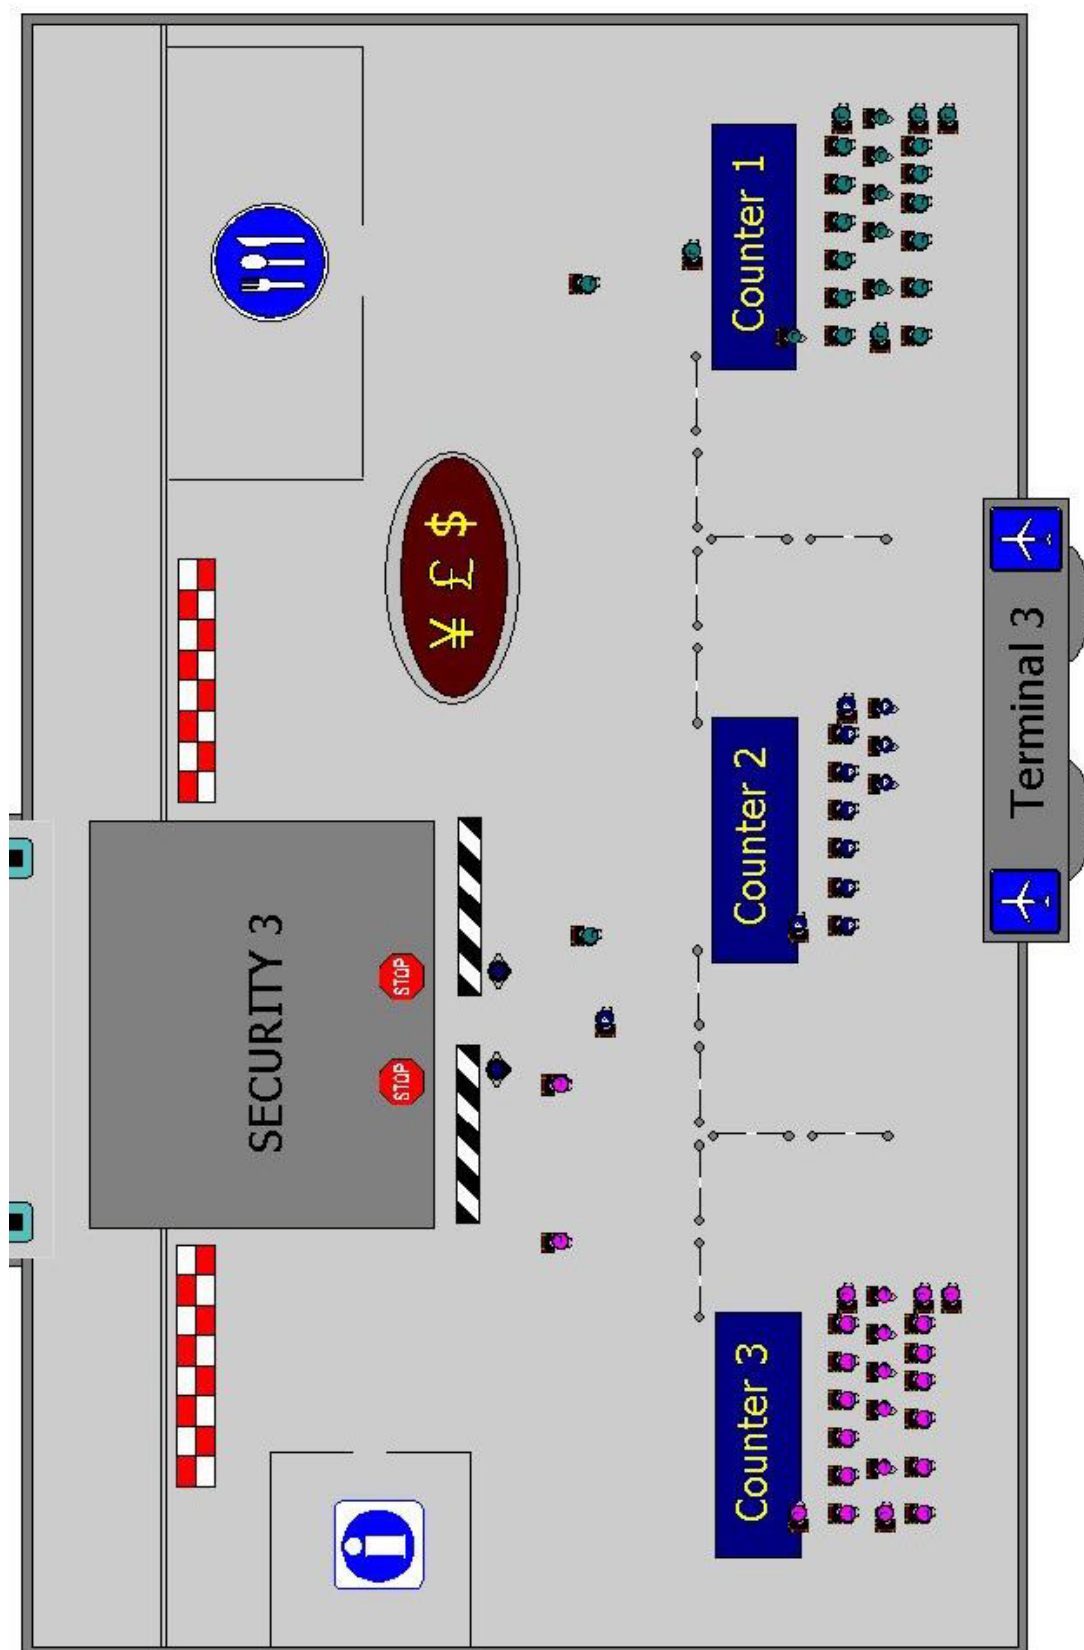 Counter 1
$ £ ¥
Terminal 3
Counter 2
SECURITY 3
STOP
STOP
Counter 3
i